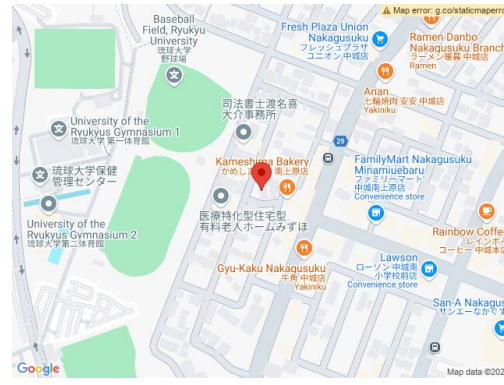 Map error: g.co/staticmaperro
Baseball
Field, Ryukyu
University
琉球大学
野球場
Fresh Plaza Union
Nakagusuku
フレッシュプラザ
ユニオン 中城店
Ramen Danbo -
Nakagusuku Branch
ラーメン暖暮 中城店
Ramen
司法書士渡名喜
大介事務所
Anan
七輪焼肉 安安 中城店
Yakiniku
University of the
Ryukyus Gymnasium 1
琉球大学 第一体育館
29
Kameshima Bakery
かめしま
南上原店
FamilyMart Nakagusuku
Minamiuebaru
ファミリーマート
中城南上原店
Convenience store
琉球大学保健
管理センター
University of the
Ryukyus Gymnasium 2
琉球大学第二体育館
医療特化型住宅型
有料老人ホームみずほ
Rainbow Coffe
レインボー
コーヒー 中城本店
Gyu-Kaku Nakagusuku
牛角 中城店
Yakiniku
Lawson
ローソン 中城南
小学校前店
Convenience store
San-A Nakagusu
サンエーなかぐす
Google
Map data ©202